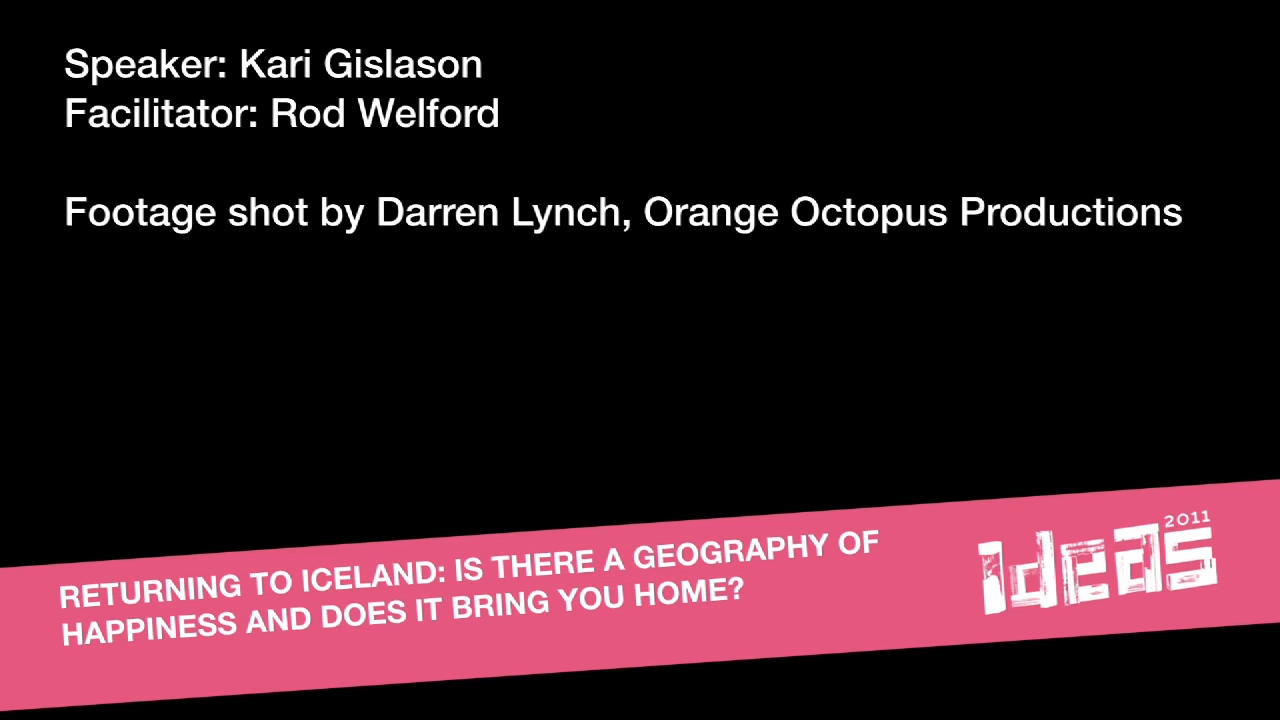 Speaker: Kari Gislason
Facilitator: Rod Welford
Footage shot by Darren Lynch, Orange Octopus Productions
RETURNING TO ICELAND: IS THERE A GEOGRAPHY OF
HAPPINESS AND DOES IT BRING YOU HOME?
2011
ideas